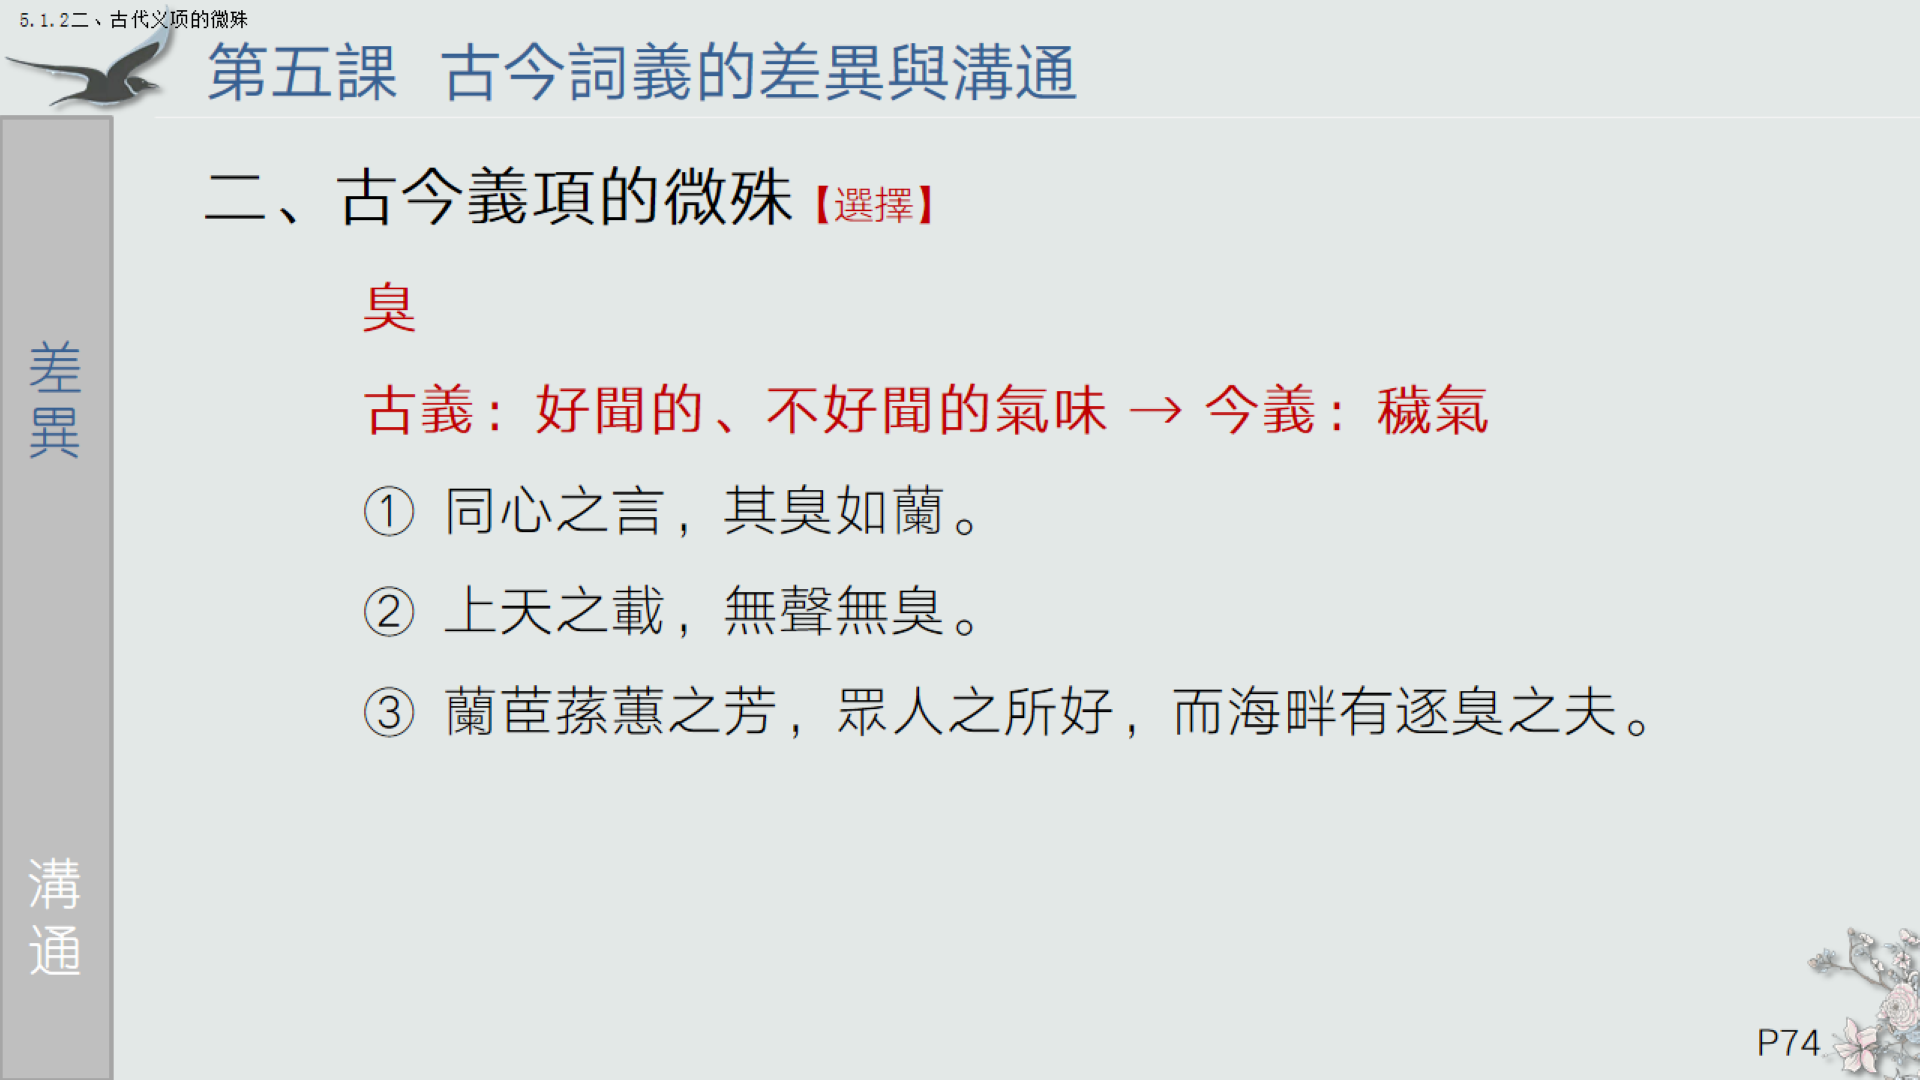 5.1.2二、古代义项的微殊
第五課 古今詞義的差異與溝通
二、古今義項的微殊【選擇】
臭
古義：好聞的、不好聞的氣味 → 今義：穢氣
① 同心之言，其臭如蘭。
② 上天之載，無聲無臭。
③ 蘭茞蓀蕙之芳，眾人之所好，而海畔有逐臭之夫。
差異
溝通
P74